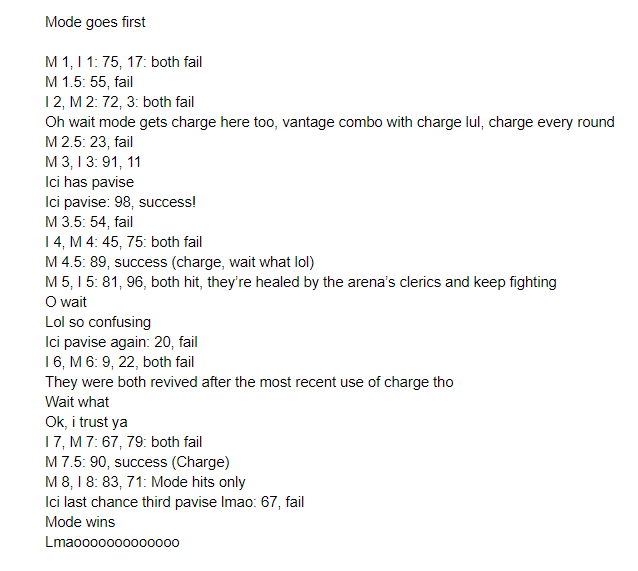 Mode goes first
M 1, I 1: 75, 17: both fail
M 1.5: 55, fail
I 2, M 2: 72, 3: both fail
Oh wait mode gets charge here too, vantage combo with charge lul, charge every round
M 2.5: 23, fail
M 3, I 3: 91, 11
Ici has pavise
Ici pavise: 98, success!
M 3.5: 54, fail
I 4, M 4: 45, 75: both fail
M 4.5: 89, success (charge, wait what lol)
M 5, I 5: 81, 96, both hit, they’re healed by the arena’s clerics and keep fighting
O wait
Lol so confusing
Ici pavise again: 20, fail
I 6, M 6: 9, 22, both fail
They were both revived after the most recent use of charge tho
Wait what
Ok, i trust ya
I 7, M 7: 67, 79: both fail
M 7.5: 90, success (Charge)
M 8, I 8: 83, 71: Mode hits only
Ici last chance third pavise lmao: 67, fail
Mode wins
Lmaooooooooooooo